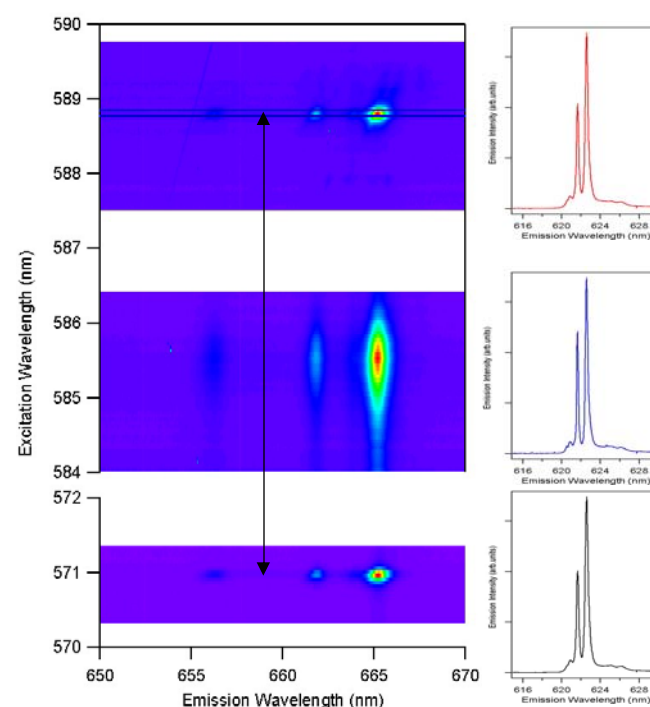 590
589
588
587
586
585
584
572
571
570
Excitation Wavelength (nm)
650 655 660 665 670
Emission Wavelength (nm)
Emission Intensity (arb.units)
616 620 624 628
Emission Wavelength (nm)
Emission Intensity (arb.units)
616 620 624 628
Emission Wavelength (nm)
Emission Intensity (arb.units)
616 620 624 628
Emission Wavelength (nm)